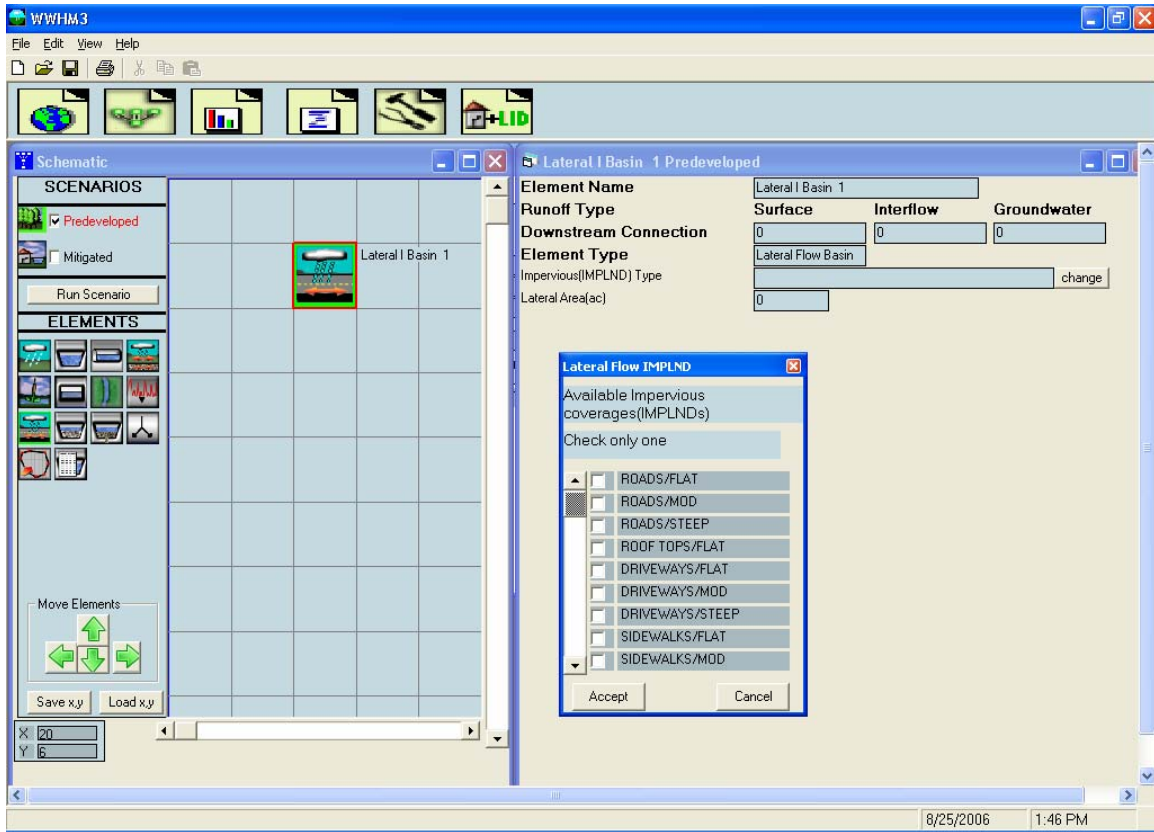 WWHM3
File Edit View Help
+LID
Schematic
SCENARIOS
Predeveloped
Mitigated
Run Scenario
ELEMENTS
Move Elements
Save x,y Load x,y
X 20
Y 6
Lateral I Basin 1
Lateral I Basin 1 Predeveloped
Element Name Lateral I Basin 1
Runoff Type Surface Interflow Groundwater
Downstream Connection 0 0 0
Element Type Lateral Flow Basin
Impervious(IMPLND) Type change
Lateral Area(ac) 0
Lateral Flow IMPLND
Available Impervious
coverages(IMPLNDs)
Check only one
ROADS/FLAT
ROADS/MOD
ROADS/STEEP
ROOF TOPS/FLAT
DRIVEWAYS/FLAT
DRIVEWAYS/MOD
DRIVEWAYS/STEEP
SIDEWALKS/FLAT
SIDEWALKS/MOD
Accept Cancel
8/25/2006 1:46 PM